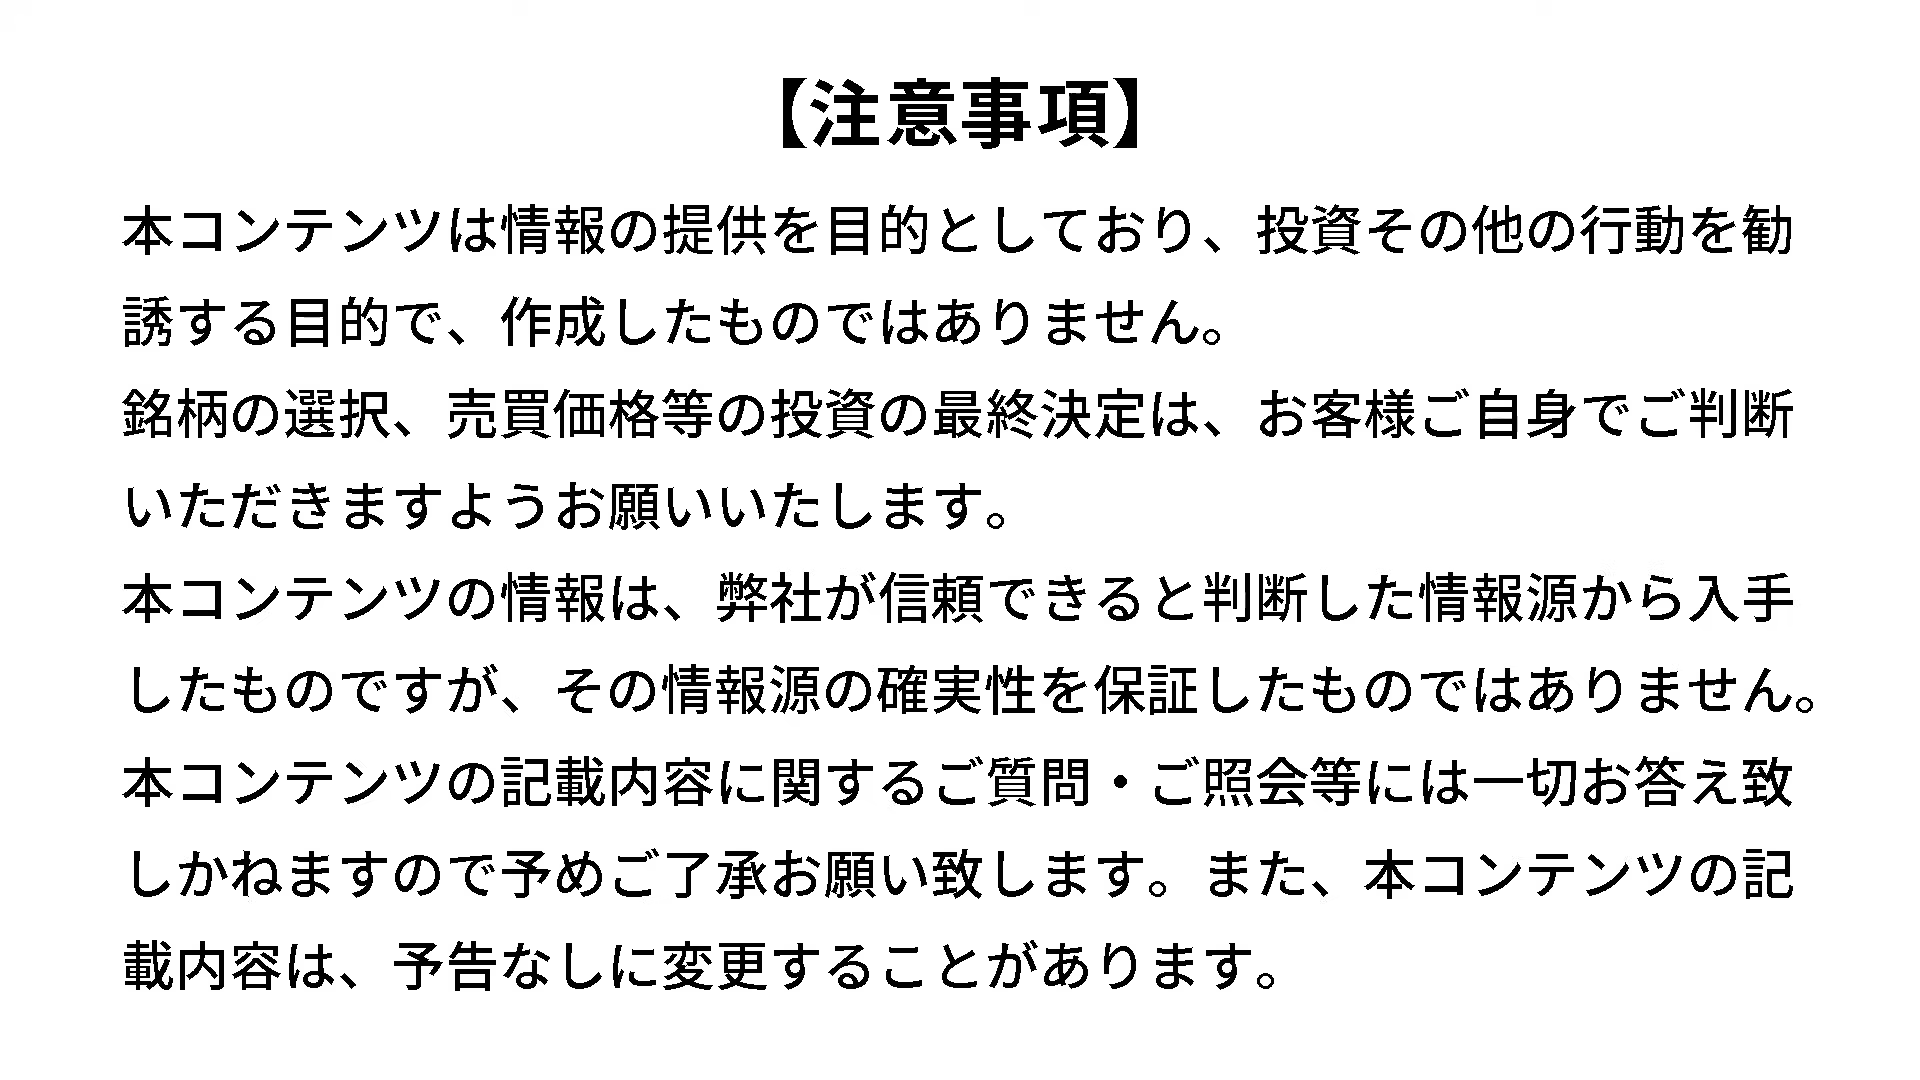 【注意事項】
本コンテンツは情報の提供を目的としており、投資その他の行動を勧
誘する目的で、作成したものではありません。
銘柄の選択、売買価格等の投資の最終決定は、お客様ご自身でご判断
いただきますようお願いいたします。
本コンテンツの情報は、弊社が信頼できると判断した情報源から入手
したものですが、その情報源の確実性を保証したものではありません。
本コンテンツの記載内容に関するご質問・ご照会等には一切お答え致
しかねますので予めご了承お願い致します。また、本コンテンツの記
載内容は、予告なしに変更することがあります。